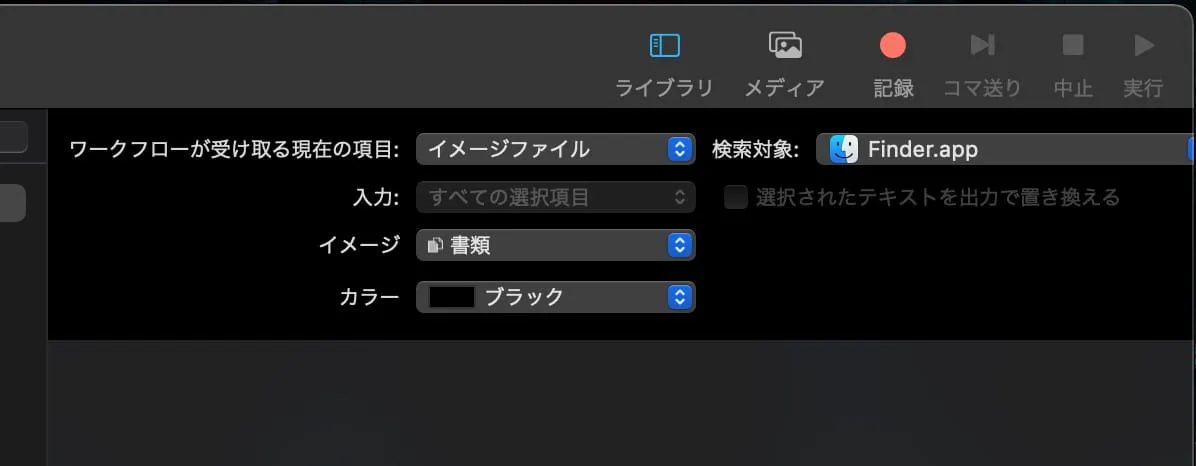 ライブラリ メディア 記録 コマ送り 中止 実行
ワークフローが受け取る現在の項目: イメージファイル 検索対象: Finder.app
入力: すべての選択項目 選択されたテキストを出力で置き換える
イメージ 書類
カラー ブラック